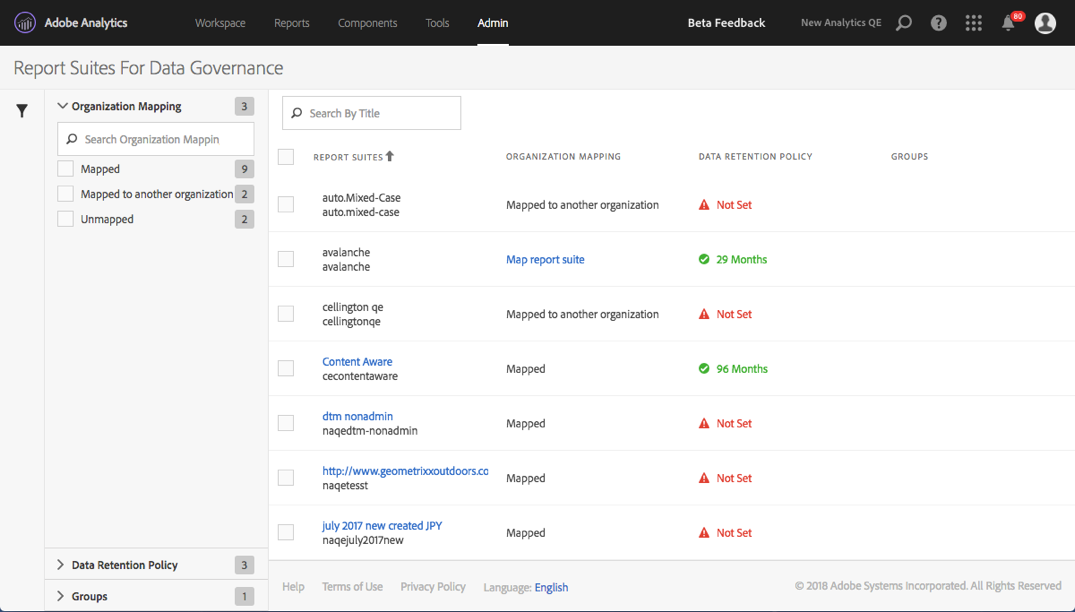 Adobe Analytics
Workspace
Reports
Components
Tools
Admin
Beta Feedback
New Analytics QE
80
Report Suites For Data Governance
Organization Mapping
3
Search Organization Mappin
Mapped
9
Mapped to another organization
2
Unmapped
2
Data Retention Policy
3
Groups
1
Search By Title
REPORT SUITES
ORGANIZATION MAPPING
DATA RETENTION POLICY
GROUPS
auto.Mixed-Case
auto.mixed-case
Mapped to another organization
Not Set
avalanche
avalanche
Map report suite
29 Months
cellington qe
cellingtonqe
Mapped to another organization
Not Set
Content Aware
cecontentaware
Mapped
96 Months
dtm nonadmin
naqedtm-nonadmin
Mapped
Not Set
http://www.geometrixxoutdoors.co
naqetesst
Mapped
Not Set
july 2017 new created JPY
naqejuly2017new
Mapped
Not Set
Help
Terms of Use
Privacy Policy
Language: English
© 2018 Adobe Systems Incorporated. All Rights Reserved